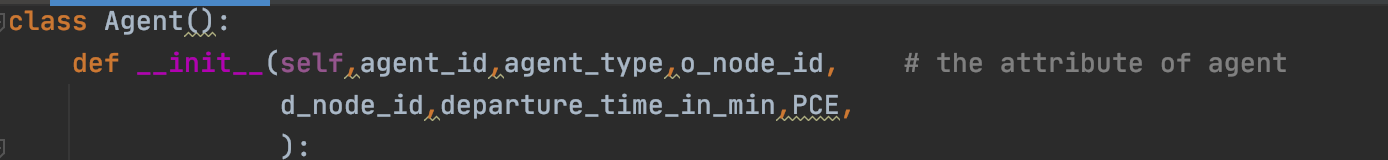 class Agent():
def __init__(self,agent_id,agent_type,o_node_id, # the attribute of agent
d_node_id,departure_time_in_min,PCE,
):